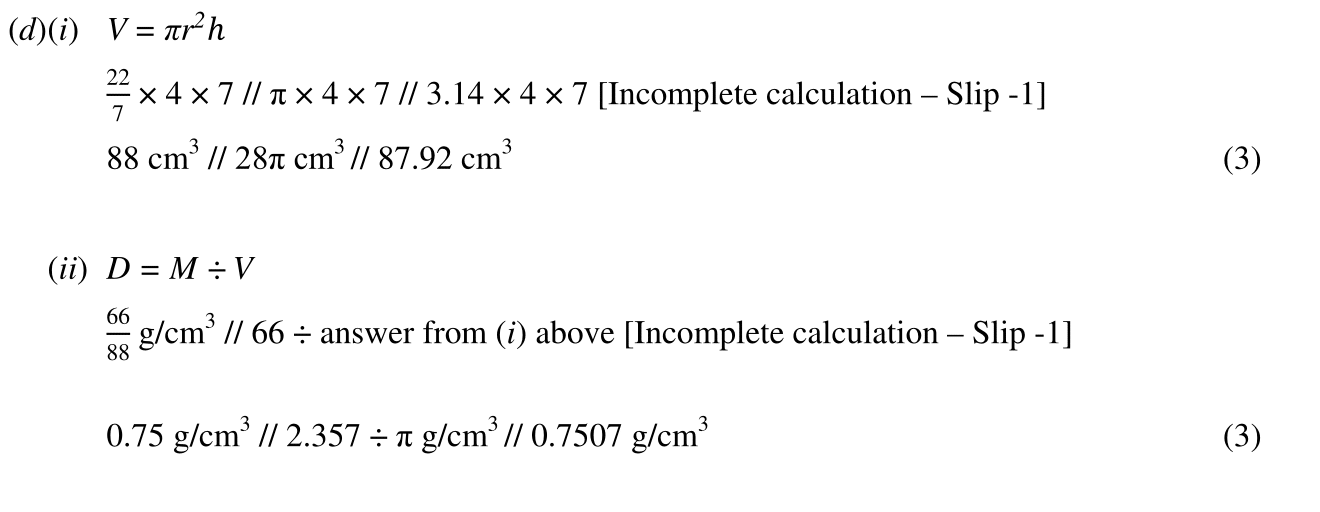 (d)(i) V = πr²h
22/7 × 4 × 7 // π × 4 × 7 // 3.14 × 4 × 7 [Incomplete calculation – Slip -1]
88 cm³ // 28π cm³ // 87.92 cm³ (3)
(ii) D = M ÷ V
66/88 g/cm³ // 66 ÷ answer from (i) above [Incomplete calculation – Slip -1]
0.75 g/cm³ // 2.357 ÷ π g/cm³ // 0.7507 g/cm³ (3)